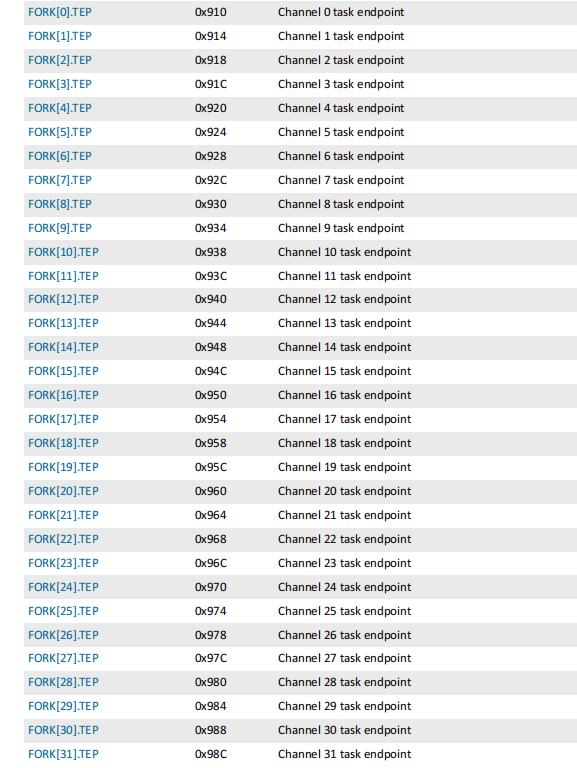 FORK[0].TEP 0x910 Channel 0 task endpoint
FORK[1].TEP 0x914 Channel 1 task endpoint
FORK[2].TEP 0x918 Channel 2 task endpoint
FORK[3].TEP 0x91C Channel 3 task endpoint
FORK[4].TEP 0x920 Channel 4 task endpoint
FORK[5].TEP 0x924 Channel 5 task endpoint
FORK[6].TEP 0x928 Channel 6 task endpoint
FORK[7].TEP 0x92C Channel 7 task endpoint
FORK[8].TEP 0x930 Channel 8 task endpoint
FORK[9].TEP 0x934 Channel 9 task endpoint
FORK[10].TEP 0x938 Channel 10 task endpoint
FORK[11].TEP 0x93C Channel 11 task endpoint
FORK[12].TEP 0x940 Channel 12 task endpoint
FORK[13].TEP 0x944 Channel 13 task endpoint
FORK[14].TEP 0x948 Channel 14 task endpoint
FORK[15].TEP 0x94C Channel 15 task endpoint
FORK[16].TEP 0x950 Channel 16 task endpoint
FORK[17].TEP 0x954 Channel 17 task endpoint
FORK[18].TEP 0x958 Channel 18 task endpoint
FORK[19].TEP 0x95C Channel 19 task endpoint
FORK[20].TEP 0x960 Channel 20 task endpoint
FORK[21].TEP 0x964 Channel 21 task endpoint
FORK[22].TEP 0x968 Channel 22 task endpoint
FORK[23].TEP 0x96C Channel 23 task endpoint
FORK[24].TEP 0x970 Channel 24 task endpoint
FORK[25].TEP 0x974 Channel 25 task endpoint
FORK[26].TEP 0x978 Channel 26 task endpoint
FORK[27].TEP 0x97C Channel 27 task endpoint
FORK[28].TEP 0x980 Channel 28 task endpoint
FORK[29].TEP 0x984 Channel 29 task endpoint
FORK[30].TEP 0x988 Channel 30 task endpoint
FORK[31].TEP 0x98C Channel 31 task endpoint